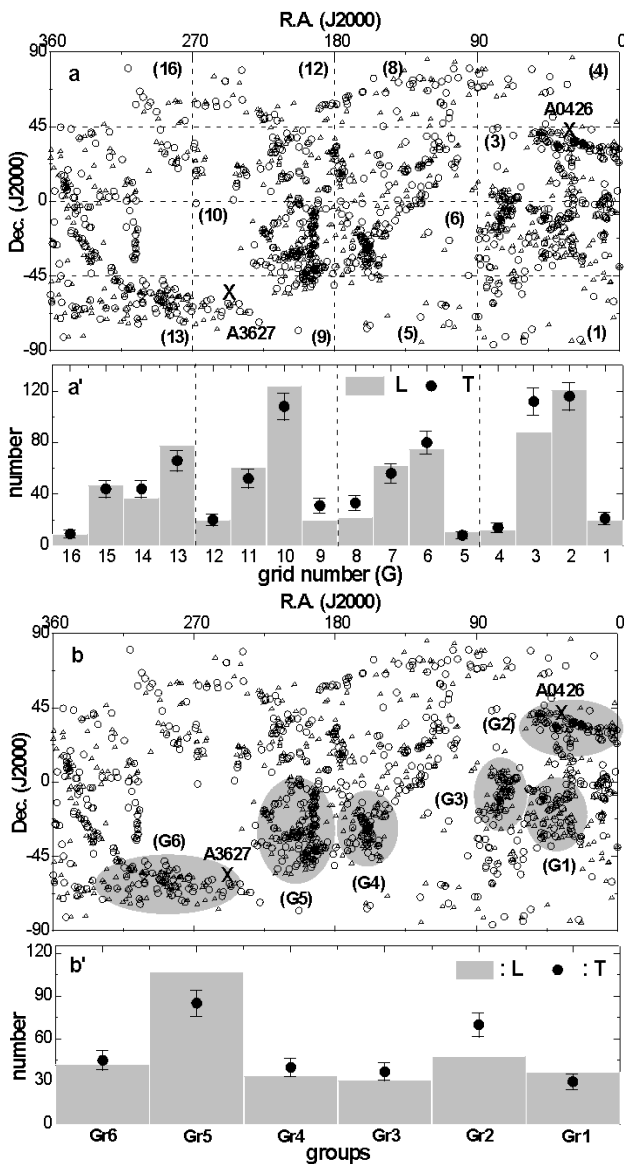 R.A. (J2000)
360 270 180 90 0
90 a (16) (12) (8) (4)
A0426
45 X
(3)
0
(10) (6)
Dec. (J2000)
-45
X
A3627
(13) (9) (5) (1)
-90
a'
L T
120
80
40
0
number
16 15 14 13 12 11 10 9 8 7 6 5 4 3 2 1
grid number (G)
R.A. (J2000)
360 270 180 90 0
90 b
A0426
45 X
(G2)
0
(G3)
Dec. (J2000)
(G1)
-45
(G6) A3627
X
(G5) (G4)
-90
120 b'
: L : T
90
60
30
0
number
Gr6 Gr5 Gr4 Gr3 Gr2 Gr1
groups